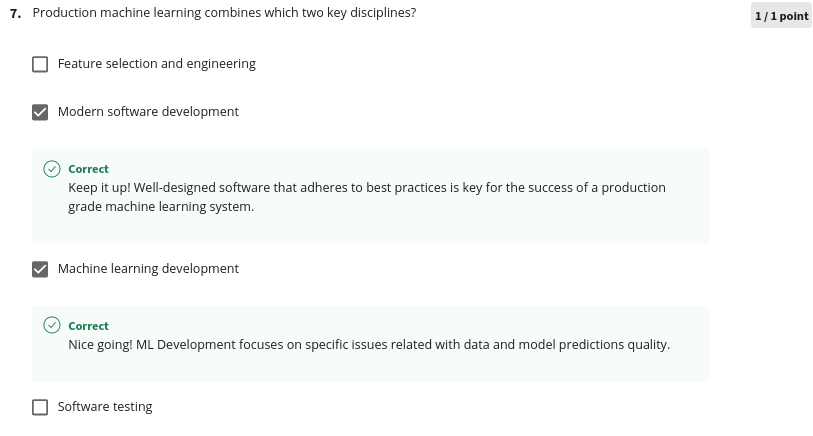 7. Production machine learning combines which two key disciplines?
1 / 1 point
Feature selection and engineering
Modern software development
Correct
Keep it up! Well-designed software that adheres to best practices is key for the success of a production
grade machine learning system.
Machine learning development
Correct
Nice going! ML Development focuses on specific issues related with data and model predictions quality.
Software testing